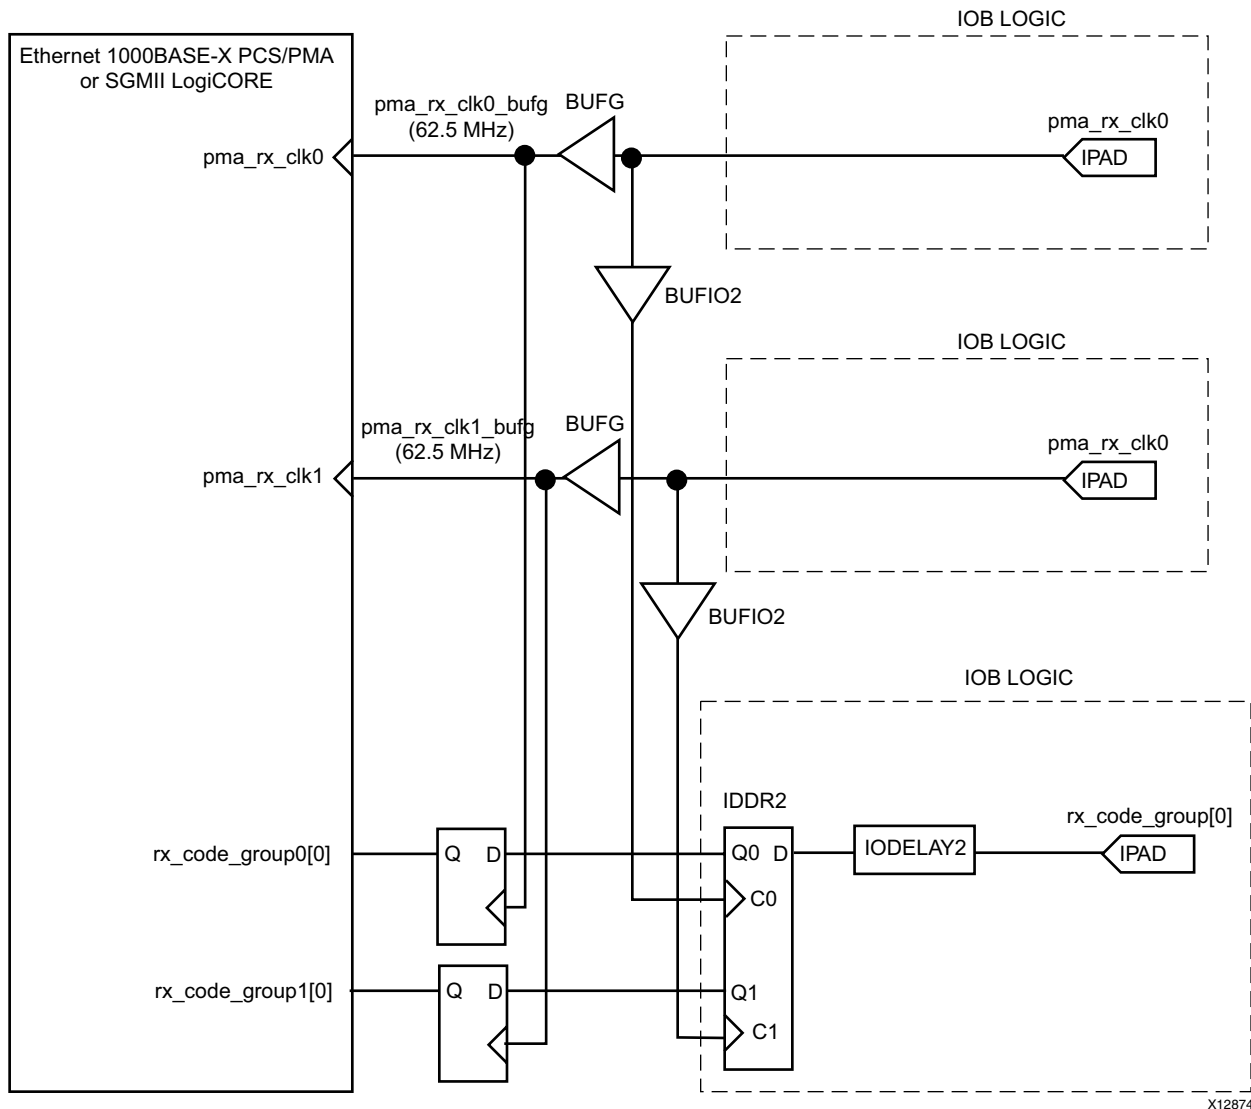 IOB LOGIC
Ethernet 1000BASE-X PCS/PMA
or SGMII LogiCORE
pma_rx_clk0_bufg
(62.5 MHz)
BUFG
pma_rx_clk0
pma_rx_clk0
IPAD
BUFIO2
IOB LOGIC
pma_rx_clk1_bufg
(62.5 MHz)
BUFG
pma_rx_clk0
pma_rx_clk1
IPAD
BUFIO2
IOB LOGIC
IDDR2
rx_code_group[0]
rx_code_group0[0]
Q D
Q0 D
IODELAY2
IPAD
C0
rx_code_group1[0]
Q D
Q1
C1
X12874